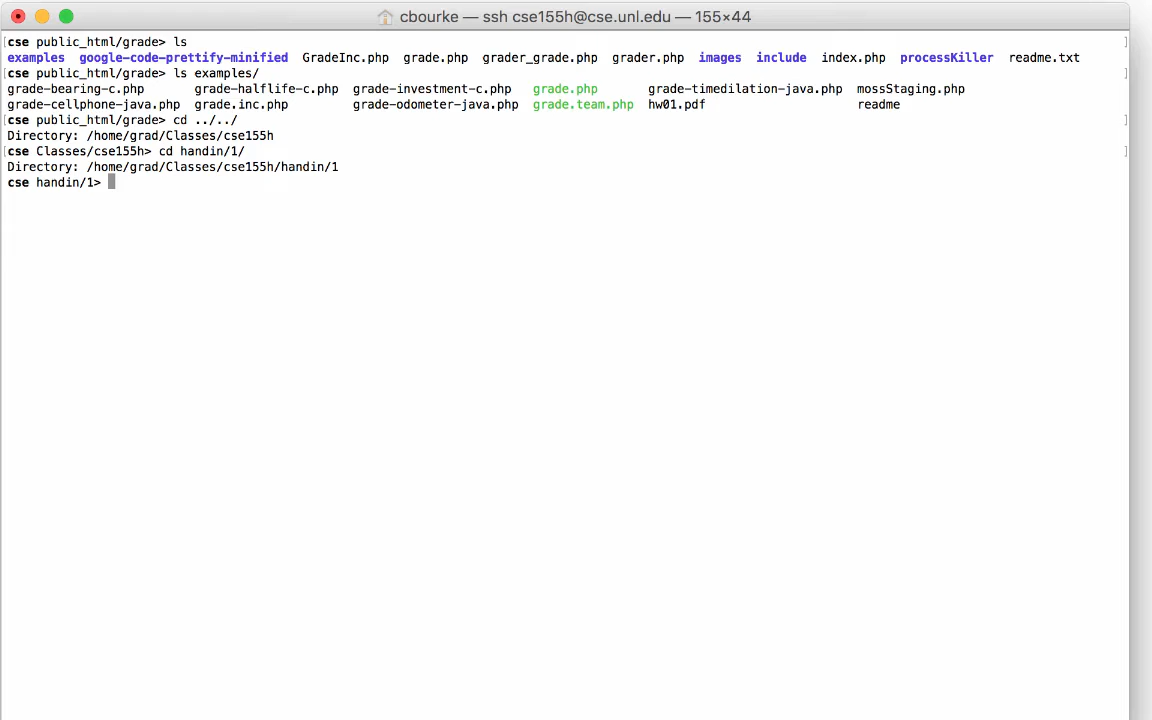 cbourke — ssh cse155h@cse.unl.edu — 155×44
[cse public_html/grade> ls ]
examples google-code-prettify-minified GradeInc.php grade.php grader_grade.php grader.php images include index.php processKiller readme.txt
[cse public_html/grade> ls examples/ ]
grade-bearing-c.php grade-halflife-c.php grade-investment-c.php grade.php grade-timedilation-java.php mossStaging.php
grade-cellphone-java.php grade.inc.php grade-odometer-java.php grade.team.php hw01.pdf readme
[cse public_html/grade> cd ../../ ]
Directory: /home/grad/Classes/cse155h
[cse Classes/cse155h> cd handin/1/ ]
Directory: /home/grad/Classes/cse155h/handin/1
cse handin/1>